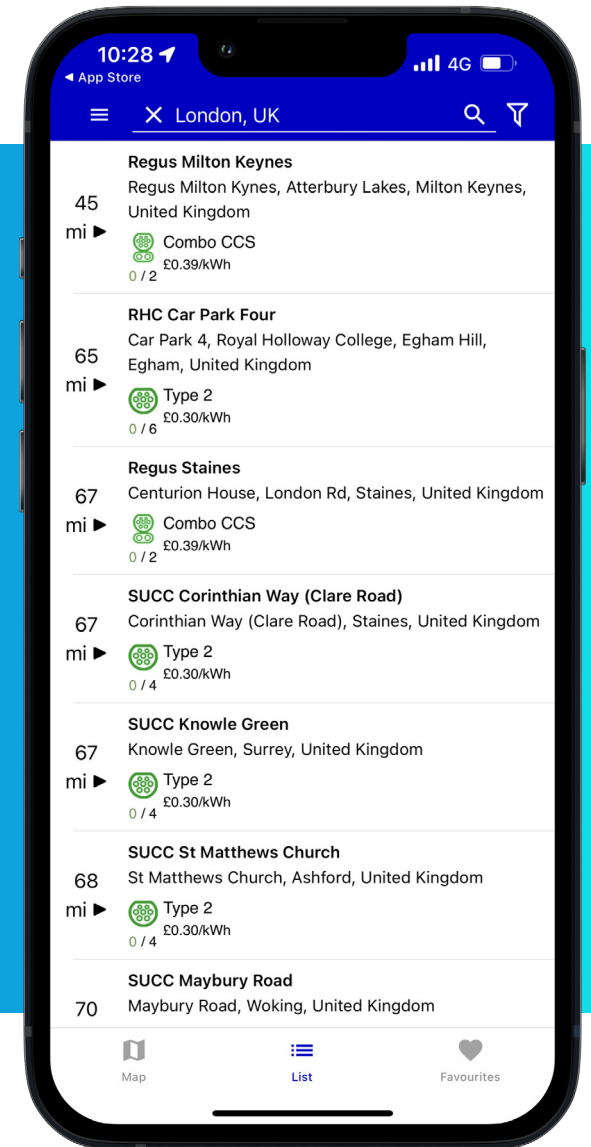 10:28
4G
App Store
London, UK
Regus Milton Keynes
45 mi
Regus Milton Kynes, Atterbury Lakes, Milton Keynes,
United Kingdom
Combo CCS
£0.39/kWh
0 / 2
RHC Car Park Four
65 mi
Car Park 4, Royal Holloway College, Egham Hill,
Egham, United Kingdom
Type 2
£0.30/kWh
0 / 6
Regus Staines
67 mi
Centurion House, London Rd, Staines, United Kingdom
Combo CCS
£0.39/kWh
0 / 2
SUCC Corinthian Way (Clare Road)
67 mi
Corinthian Way (Clare Road), Staines, United Kingdom
Type 2
£0.30/kWh
0 / 4
SUCC Knowle Green
67 mi
Knowle Green, Surrey, United Kingdom
Type 2
£0.30/kWh
0 / 4
SUCC St Matthews Church
68 mi
St Matthews Church, Ashford, United Kingdom
Type 2
£0.30/kWh
0 / 4
SUCC Maybury Road
70
Maybury Road, Woking, United Kingdom
Map
List
Favourites